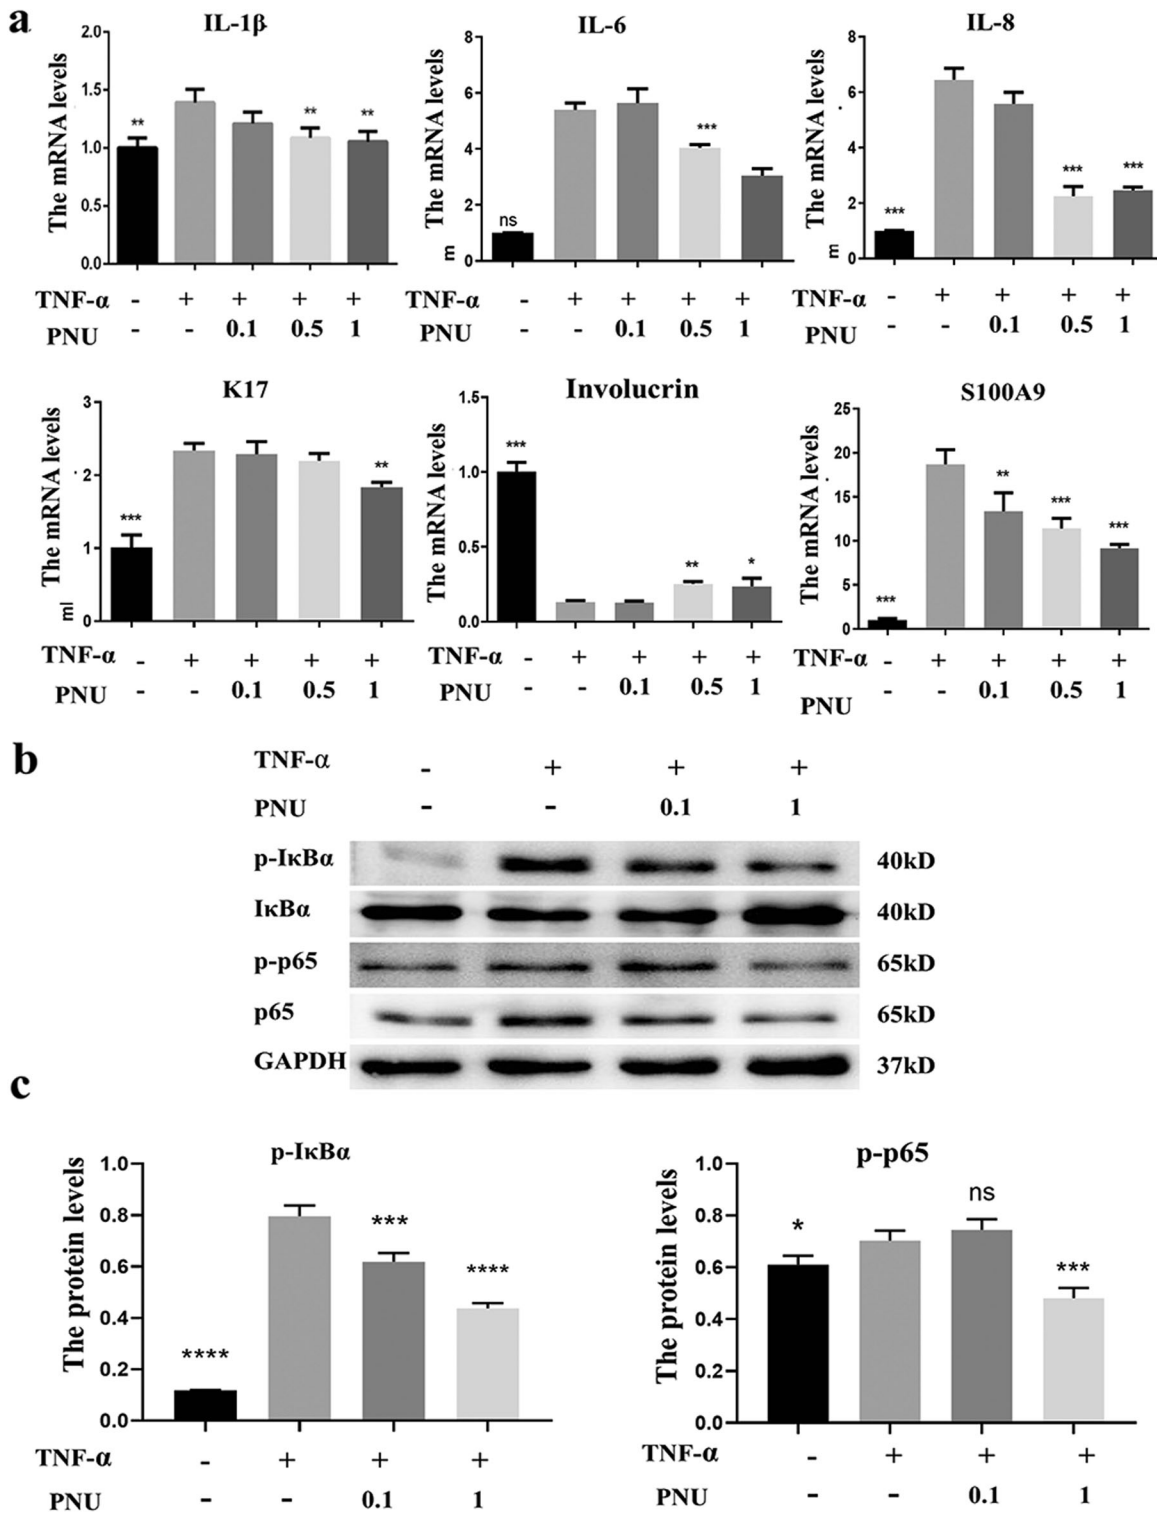 a
IL-1β
The mRNA levels
2.0
1.5
1.0
0.5
0.0
** ** **
TNF-α - + + + +
PNU - - 0.1 0.5 1
IL-6
The mRNA levels
m
8
6
4
2
0
ns ***
TNF-α - + + + +
PNU - - 0.1 0.5 1
IL-8
The mRNA levels
m
8
6
4
2
0
*** *** ***
TNF-α - + + + +
PNU - - 0.1 0.5 1
K17
The mRNA levels
ml
3
2
1
0
*** **
TNF-α - + + + +
PNU - - 0.1 0.5 1
Involucrin
The mRNA levels
1.5
1.0
0.5
0.0
*** ** *
TNF-α - + + + +
PNU - - 0.1 0.5 1
S100A9
The mRNA levels
25
20
15
10
5
0
*** ** *** ***
TNF-α - + + + +
PNU - - 0.1 0.5 1
b
TNF-α - + + +
PNU - - 0.1 1
p-IκBα 40kD
IκBα 40kD
p-p65 65kD
p65 65kD
GAPDH 37kD
c
p-IκBα
The protein levels
1.0
0.8
0.6
0.4
0.2
0.0
**** *** ****
TNF-α - + + +
PNU - - 0.1 1
p-p65
The protein levels
1.0
0.8
0.6
0.4
0.2
0.0
* ns ***
TNF-α - + + +
PNU - - 0.1 1